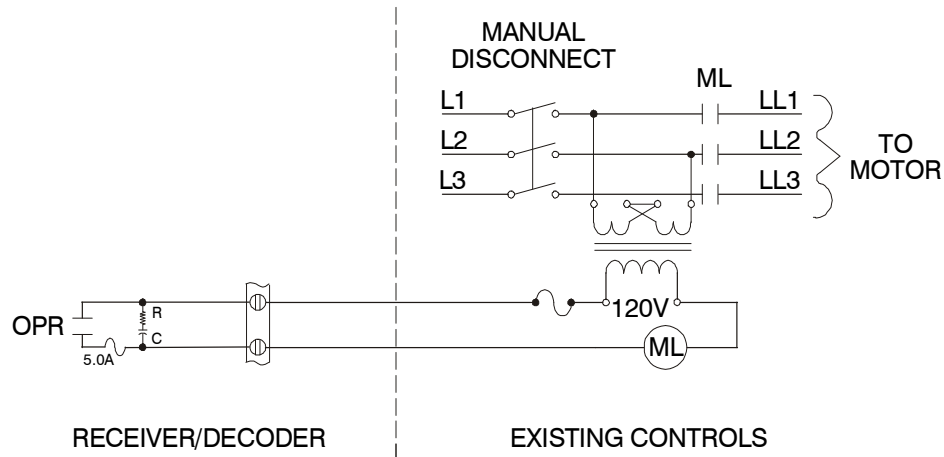 MANUAL
DISCONNECT
ML
L1
LL1
L2
LL2
TO
MOTOR
L3
LL3
OPR
R
C
5.0A
120V
ML
RECEIVER/DECODER
EXISTING CONTROLS